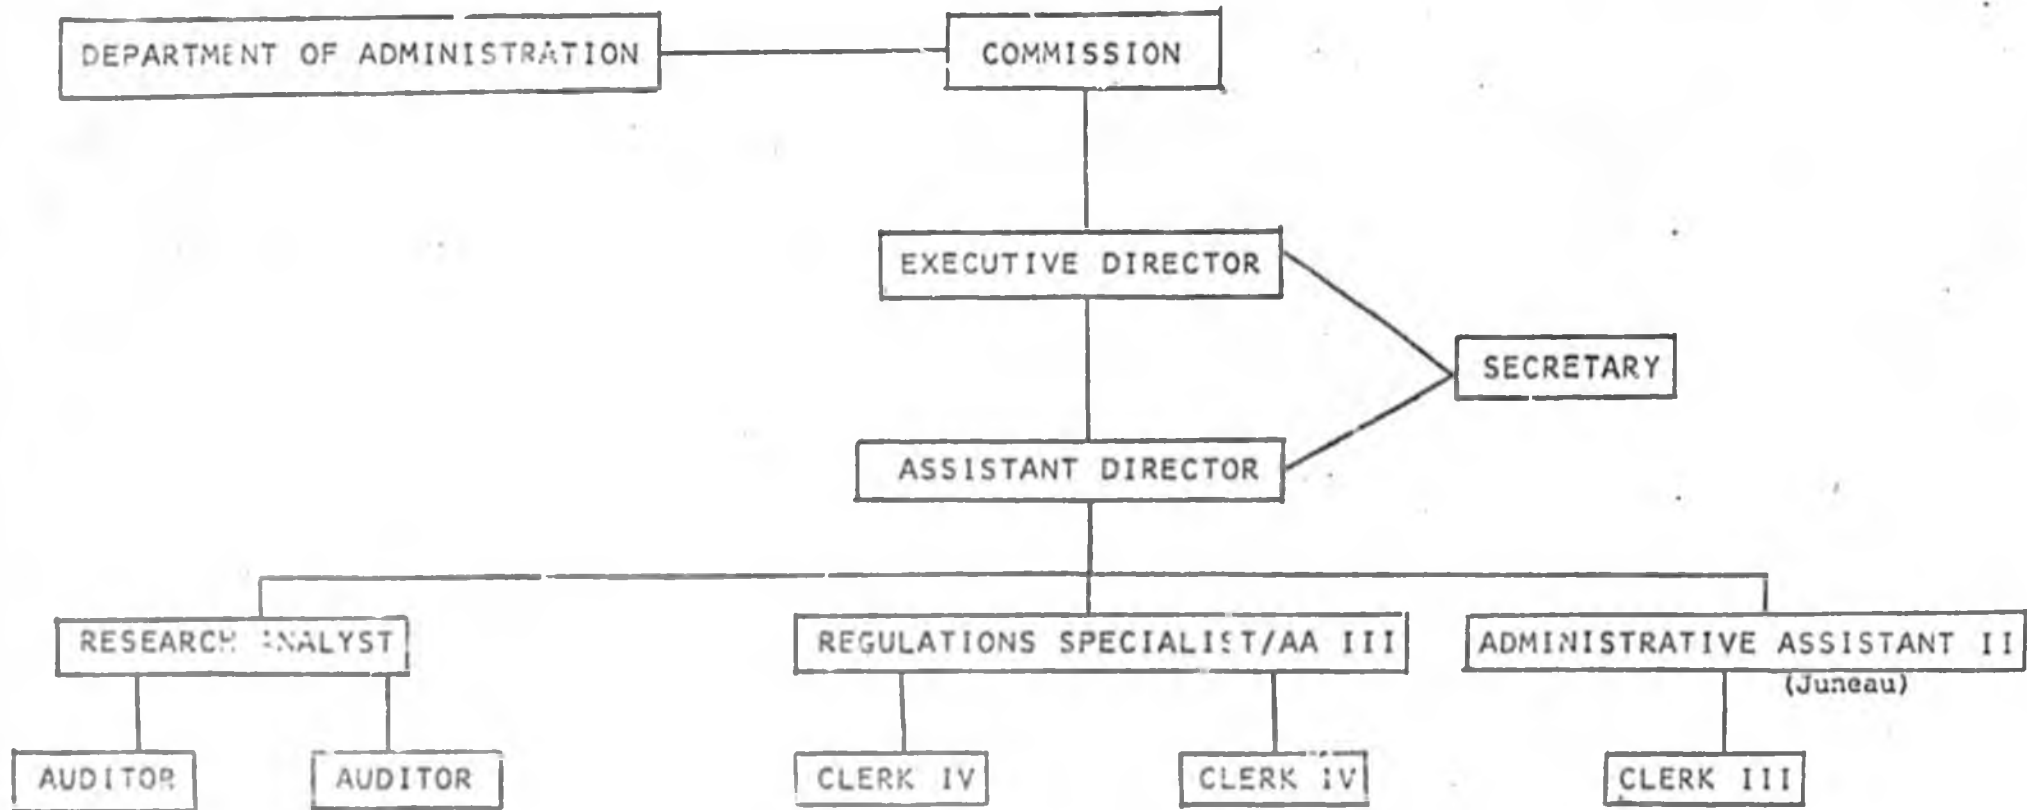 DEPARTMENT OF ADMINISTRATION
COMMISSION
EXECUTIVE DIRECTOR
SECRETARY
ASSISTANT DIRECTOR
RESEARCH ANALYST
REGULATIONS SPECIALIST/AA III
ADMINISTRATIVE ASSISTANT II
(Juneau)
AUDITOR
AUDITOR
CLERK IV
CLERK IV
CLERK III